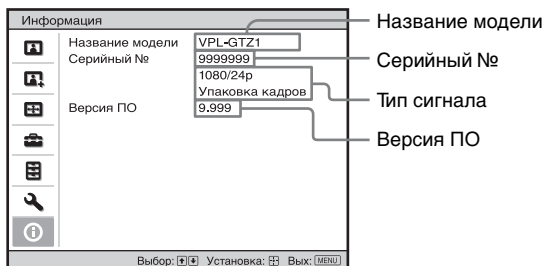 Информация
Название модели VPL-GTZ1
Серийный № 9999999
1080/24p
Упаковка кадров
Версия ПО 9.999
Выбор: Установка: Вых: MENU
Название модели
Серийный №
Тип сигнала
Версия ПО